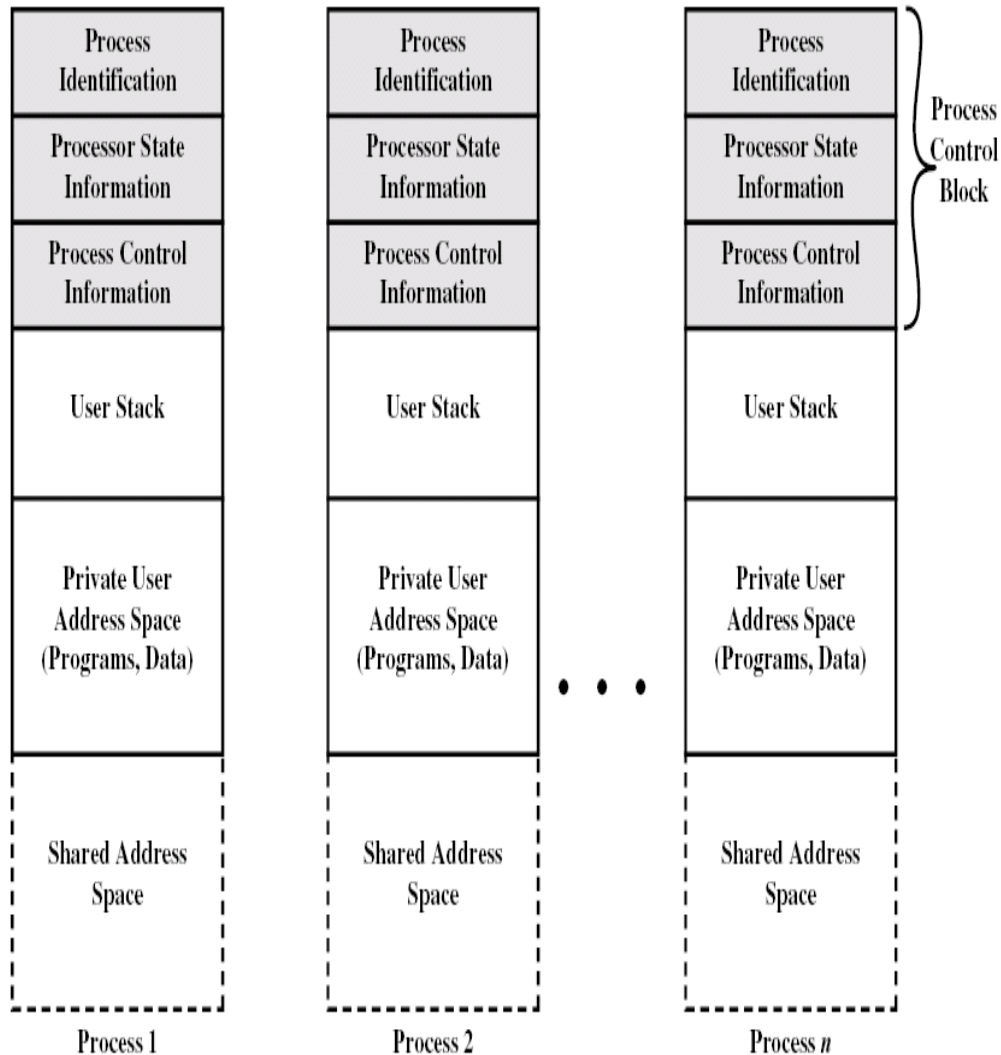 Process
Identification
Processor State
Information
Process Control
Information
User Stack
Private User
Address Space
(Programs, Data)
Shared Address
Space
Process 1
Process
Identification
Processor State
Information
Process Control
Information
User Stack
Private User
Address Space
(Programs, Data)
Shared Address
Space
Process 2
• • •
Process
Identification
Processor State
Information
Process Control
Information
User Stack
Private User
Address Space
(Programs, Data)
Shared Address
Space
Process n
Process
Control
Block